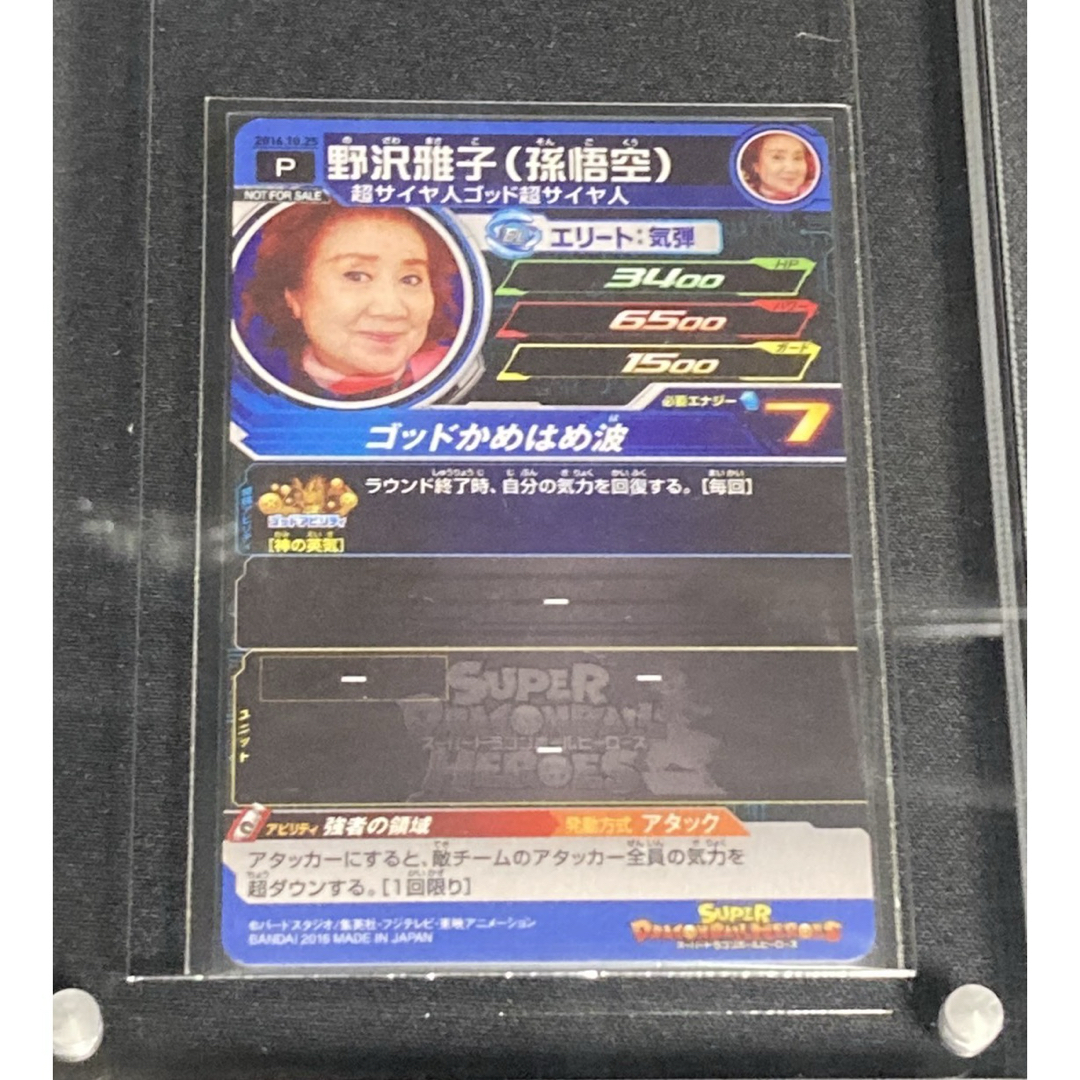 2016.10.25
P
野沢雅子(孫悟空)
NOT FOR SALE
超サイヤ人ゴッド超サイヤ人
エリート:気弾
HP
3400
パワー
6500
ガード
1500
必要エナジー
7
ゴッドかめはめ波
ラウンド終了時、自分の気力を回復する。[毎回]
ゴッドアビリティ
[神の英気]
-
-
-
-
ユニット
SUPER
DRAGONBALL
スーパードラゴンボールヒーローズ
HEROES
アビリティ 強者の領域 発動方式 アタック
アタッカーにすると、敵チームのアタッカー全員の気力を
超ダウンする。[1回限り]
©バードスタジオ/集英社・フジテレビ・東映アニメーション
BANDAI 2016 MADE IN JAPAN
SUPER
DRAGONBALL HEROES
スーパードラゴンボールヒーローズ